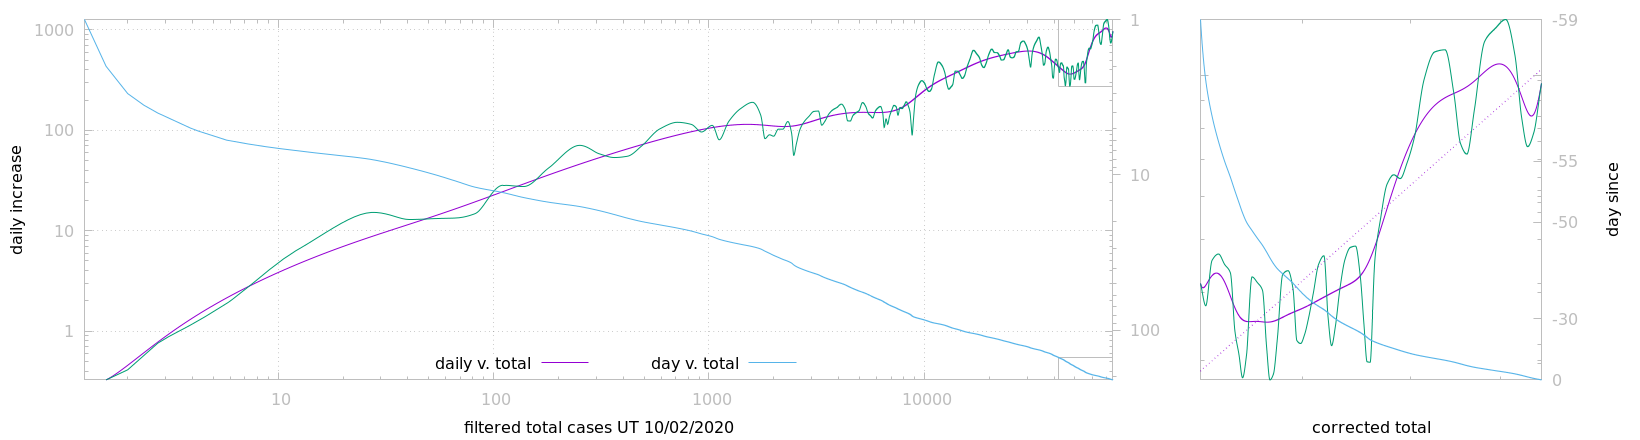 1000
100
10
1
daily increase
1
10
100
daily v. total
day v. total
10
100
1000
10000
filtered total cases UT 10/02/2020
-59
-55
-50
-30
0
day since
corrected total